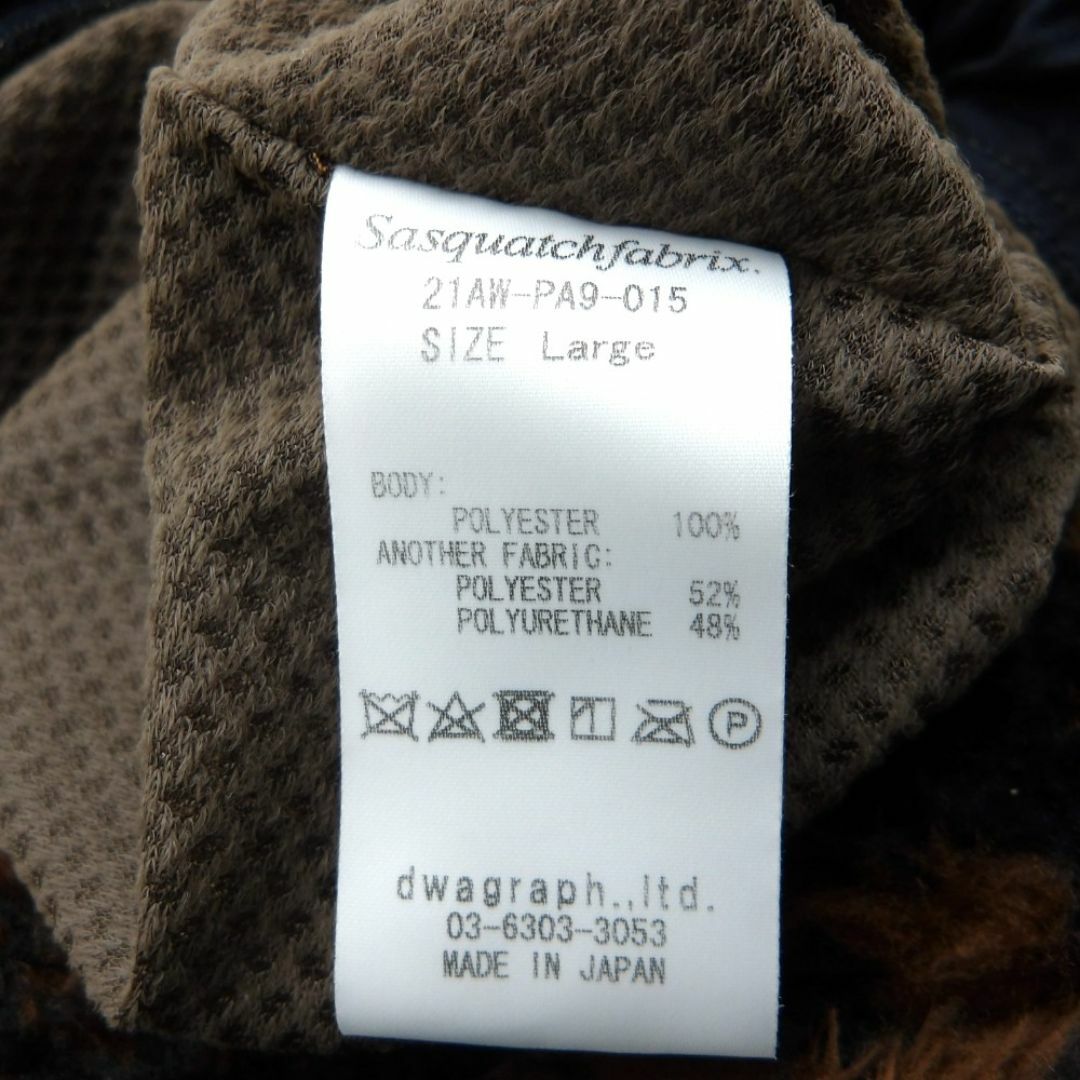 Sasquatchfabrix.
21AW-PA9-015
SIZE Large
BODY:
POLYESTER 100%
ANOTHER FABRIC:
POLYESTER 52%
POLYURETHANE 48%
P
dwagraph.,ltd.
03-6303-3053
MADE IN JAPAN